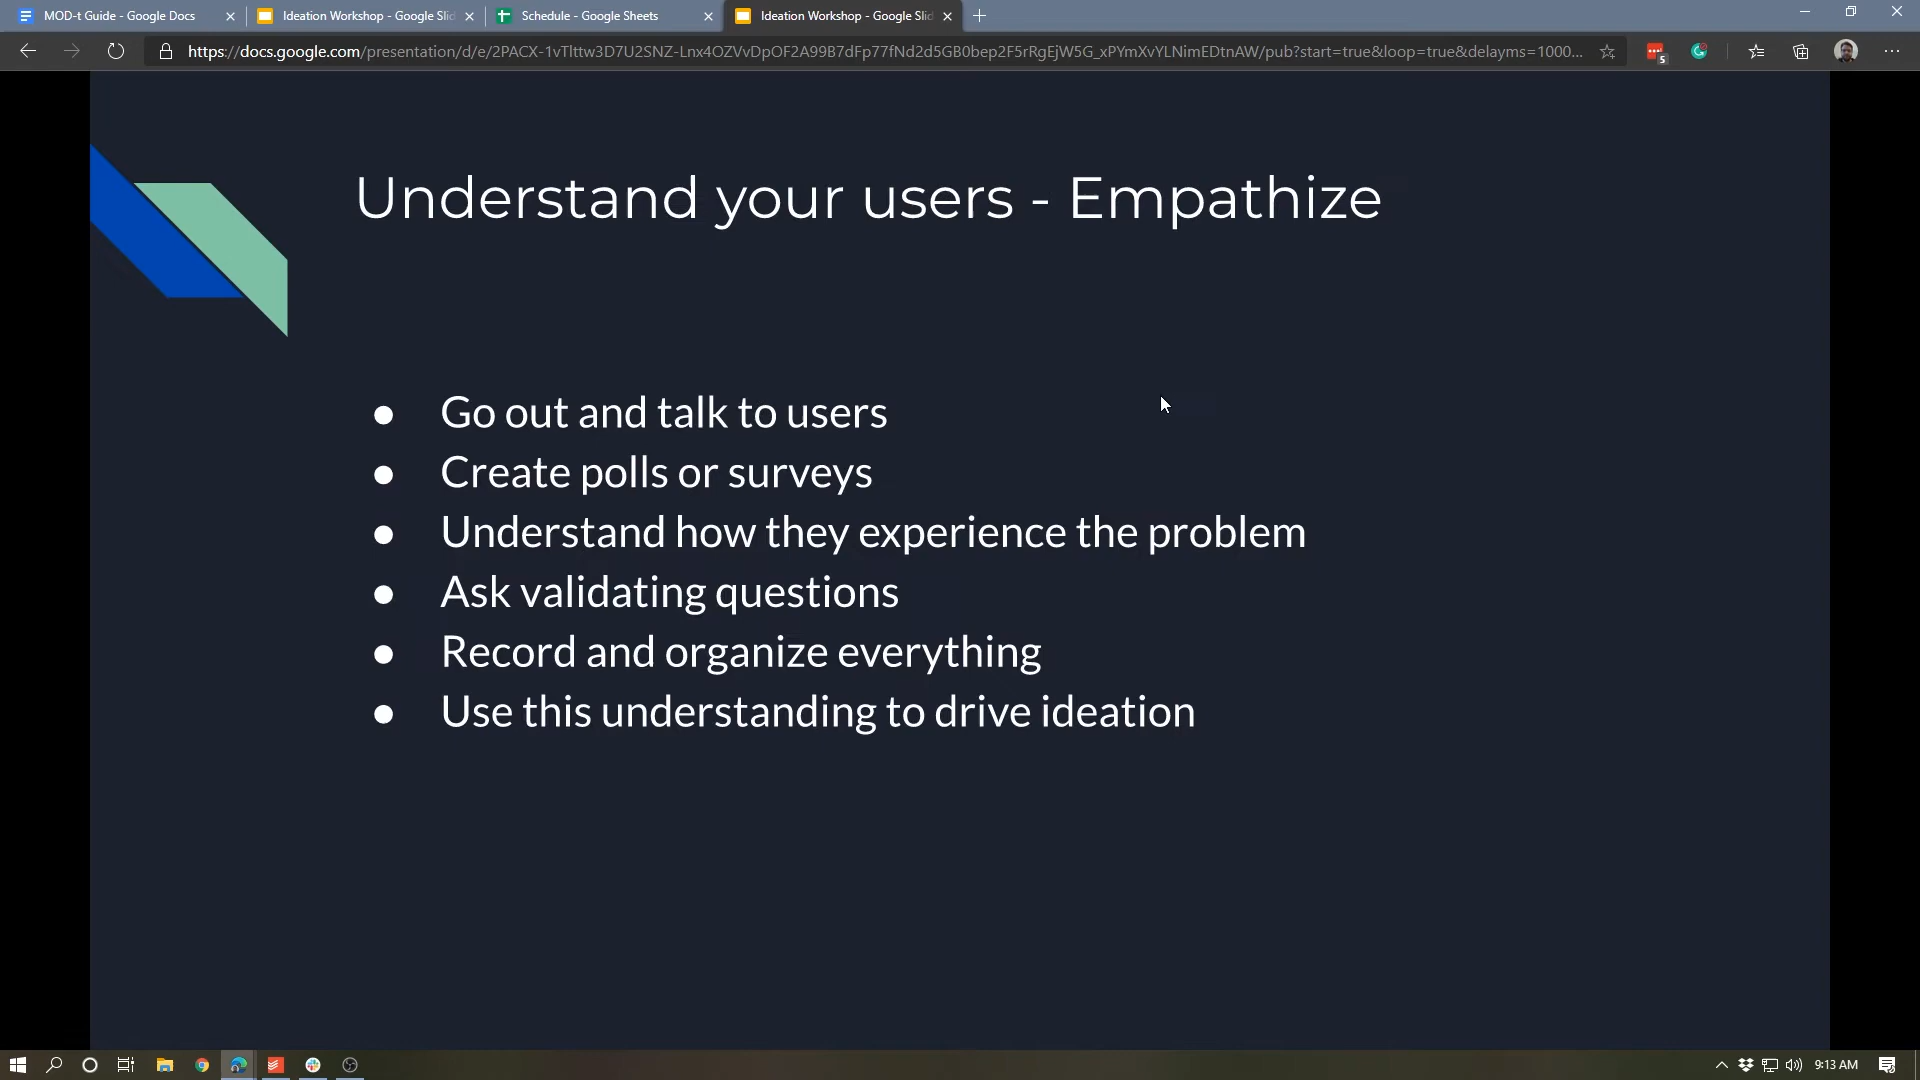 MOD-t Guide - Google Docs
Ideation Workshop - Google Slid
Schedule - Google Sheets
Ideation Workshop - Google Slid
https://docs.google.com/presentation/d/e/2PACX-1vTlttw3D7U2SNZ-Lnx4OZVvDpOF2A99B7dFp77fNd2d5GB0bep2F5rRgEjW5G_xPYmXvYLNimEDtnAW/pub?start=true&loop=true&delayms=1000...
5
Understand your users - Empathize
● Go out and talk to users
● Create polls or surveys
● Understand how they experience the problem
● Ask validating questions
● Record and organize everything
● Use this understanding to drive ideation
9:13 AM